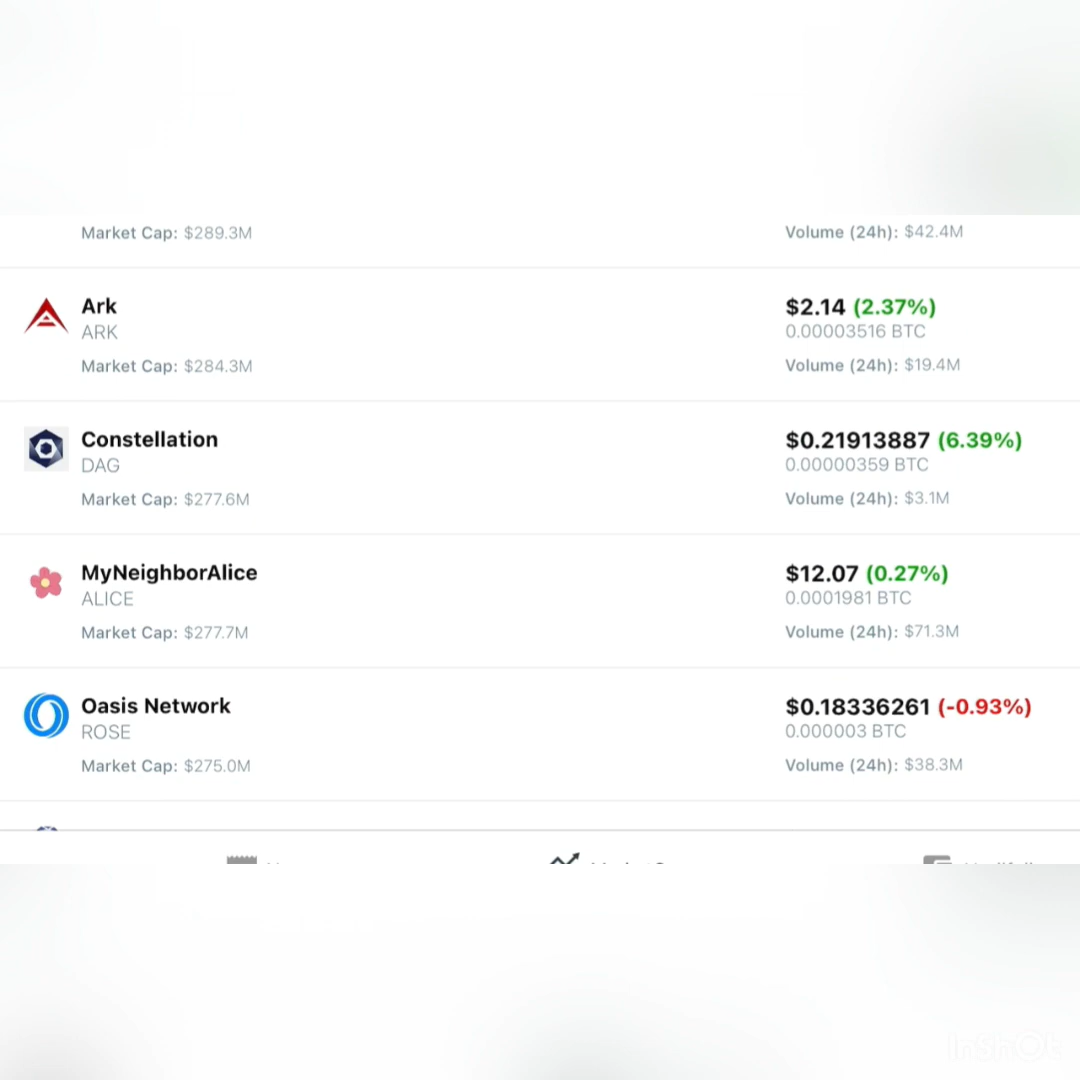 Market Cap: $289.3M Volume (24h): $42.4M
Ark $2.14 (2.37%)
ARK 0.00003516 BTC
Market Cap: $284.3M Volume (24h): $19.4M
Constellation $0.21913887 (6.39%)
DAG 0.00000359 BTC
Market Cap: $277.6M Volume (24h): $3.1M
MyNeighborAlice $12.07 (0.27%)
ALICE 0.0001981 BTC
Market Cap: $277.7M Volume (24h): $71.3M
Oasis Network $0.18336261 (-0.93%)
ROSE 0.000003 BTC
Market Cap: $275.0M Volume (24h): $38.3M
InShOt